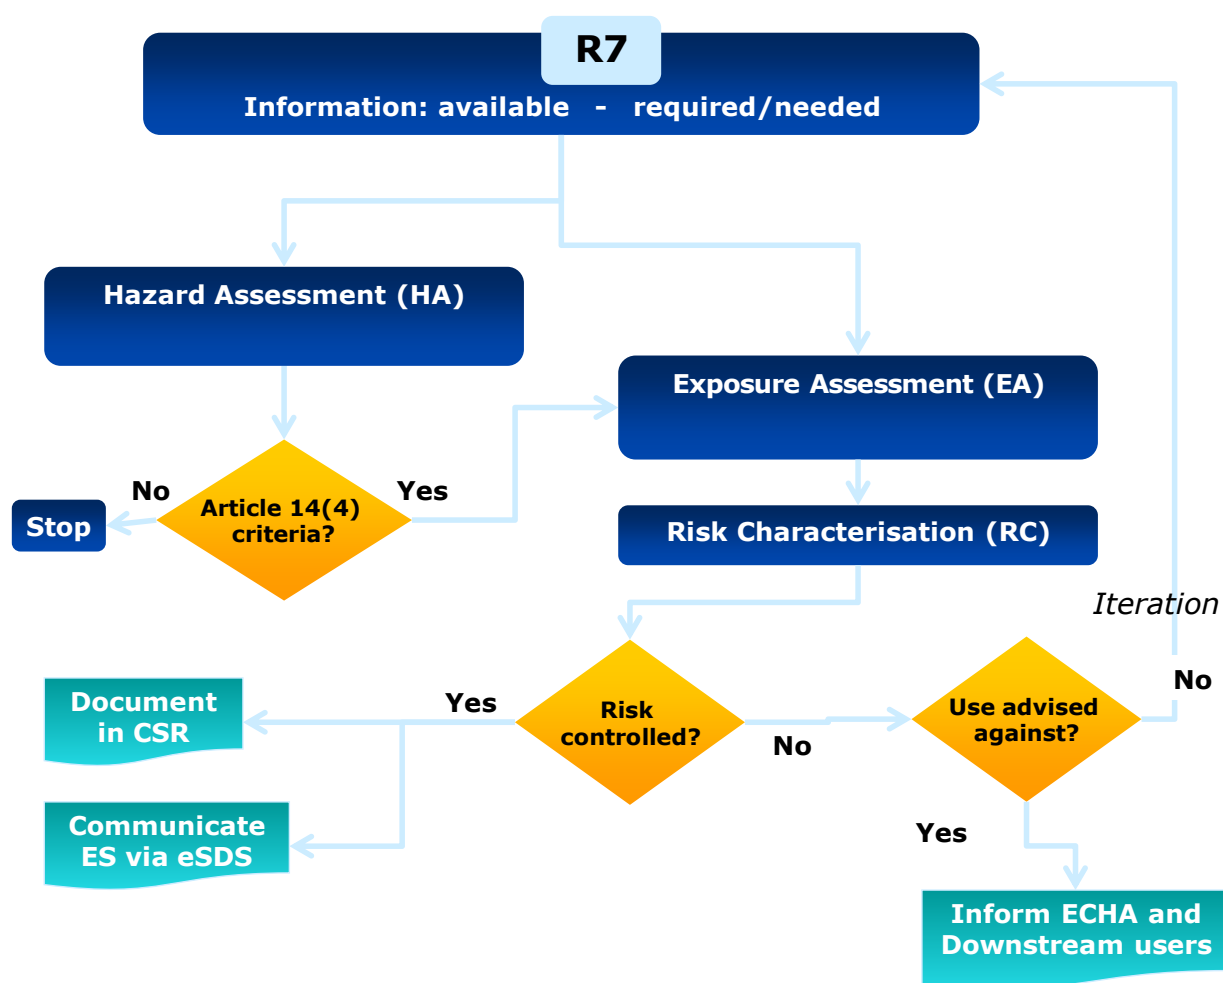 R7
Information: available - required/needed
Hazard Assessment (HA)
Exposure Assessment (EA)
No
Yes
Article 14(4)
criteria?
Stop
Risk Characterisation (RC)
Iteration
Document
in CSR
Yes
Risk
controlled?
No
Use advised
against?
No
Communicate
ES via eSDS
Yes
Inform ECHA and
Downstream users